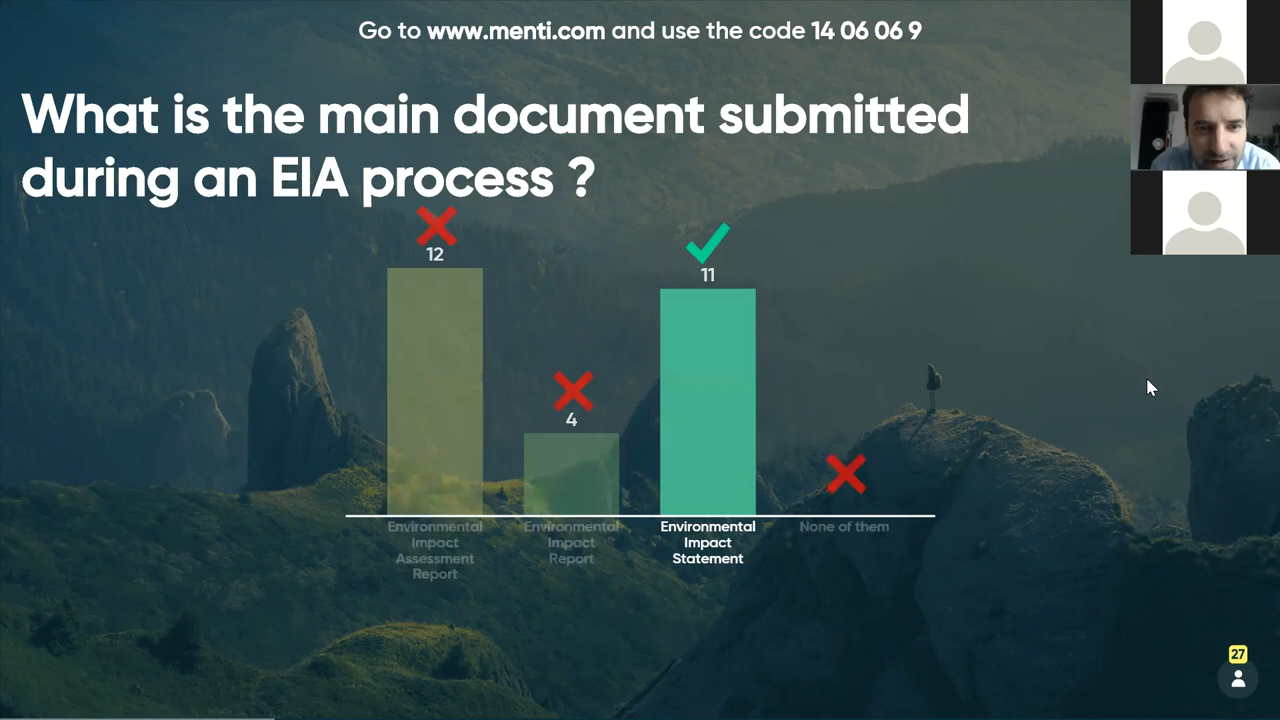 Go to www.menti.com and use the code 14 06 06 9
What is the main document submitted
during an EIA process ?
12
4
11
Environmental
Impact
Assessment
Report
Environmental
Impact
Report
Environmental
Impact
Statement
None of them
27